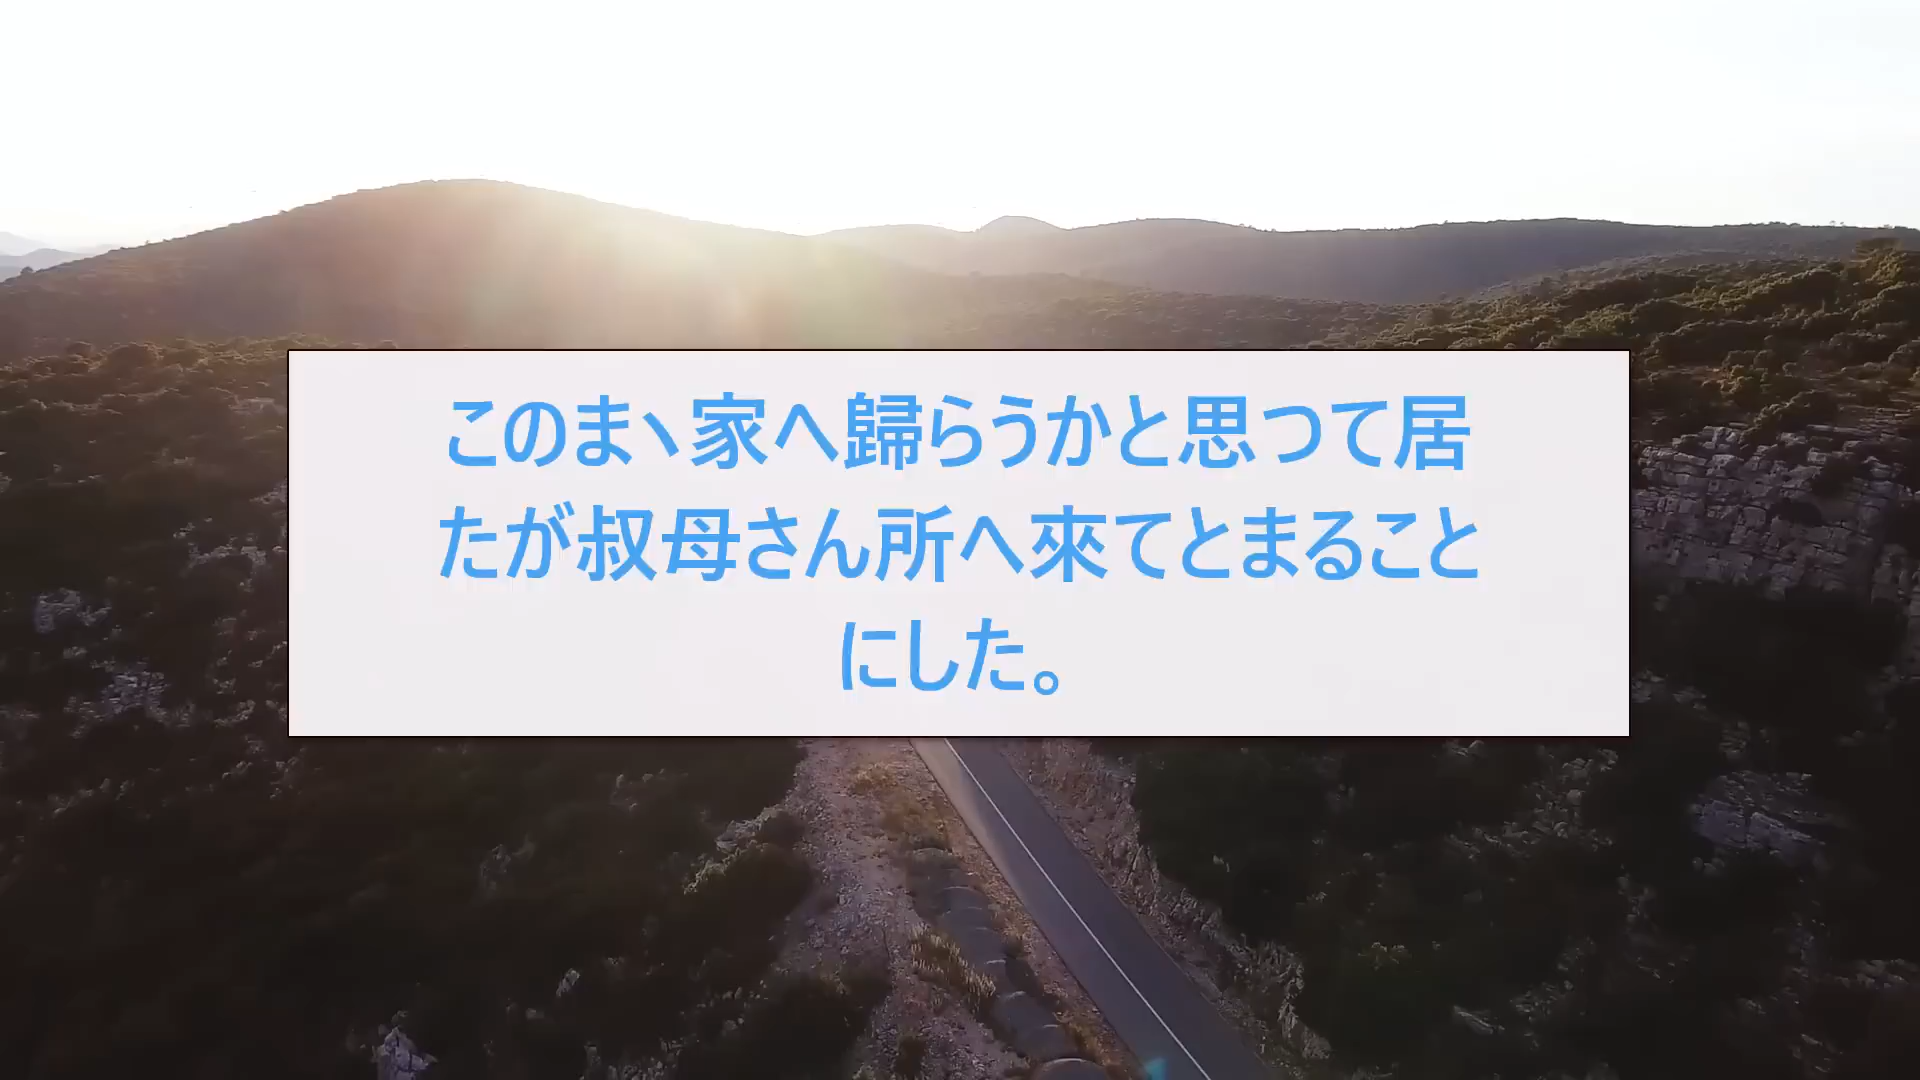 このまヽ家へ歸らうかと思つて居
たが叔母さん所へ來てとまること
にした。